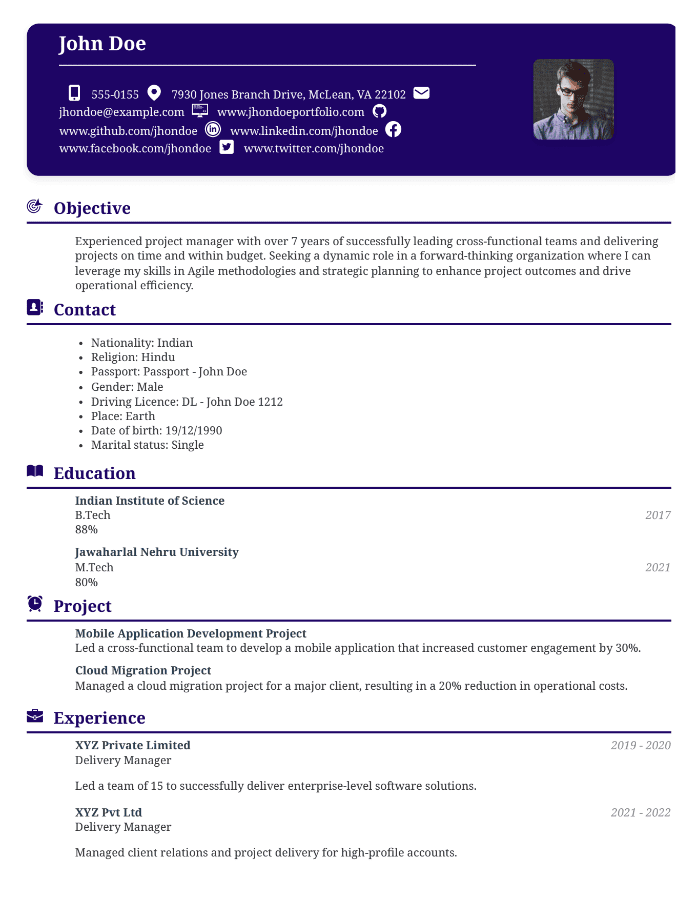 John Doe
555-0155 7930 Jones Branch Drive, McLean, VA 22102
jhondoe@example.com www.jhondoeportfolio.com
www.github.com/jhondoe www.linkedin.com/jhondoe
www.facebook.com/jhondoe www.twitter.com/jhondoe
Objective
Experienced project manager with over 7 years of successfully leading cross-functional teams and delivering
projects on time and within budget. Seeking a dynamic role in a forward-thinking organization where I can
leverage my skills in Agile methodologies and strategic planning to enhance project outcomes and drive
operational efficiency.
Contact
• Nationality: Indian
• Religion: Hindu
• Passport: Passport - John Doe
• Gender: Male
• Driving Licence: DL - John Doe 1212
• Place: Earth
• Date of birth: 19/12/1990
• Marital status: Single
Education
Indian Institute of Science
B.Tech 2017
88%
Jawaharlal Nehru University
M.Tech 2021
80%
Project
Mobile Application Development Project
Led a cross-functional team to develop a mobile application that increased customer engagement by 30%.
Cloud Migration Project
Managed a cloud migration project for a major client, resulting in a 20% reduction in operational costs.
Experience
XYZ Private Limited 2019 - 2020
Delivery Manager
Led a team of 15 to successfully deliver enterprise-level software solutions.
XYZ Pvt Ltd 2021 - 2022
Delivery Manager
Managed client relations and project delivery for high-profile accounts.